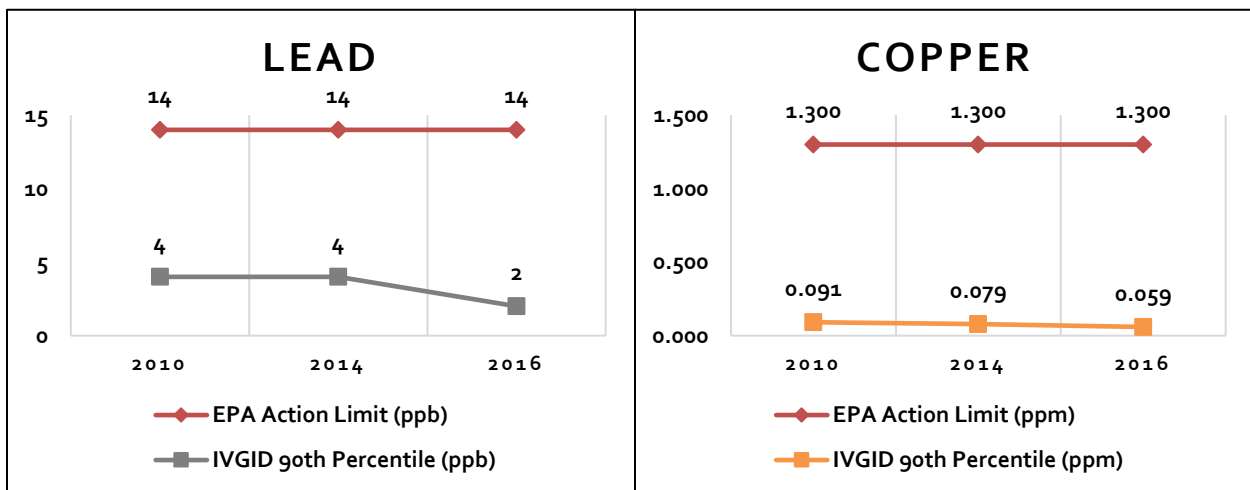 LEAD
14 14 14
15
10
5
0
4 4 2
2010 2014 2016
EPA Action Limit (ppb)
IVGID 90th Percentile (ppb)
COPPER
1.300 1.300 1.300
1.500
1.000
0.500
0.000
0.091 0.079 0.059
2010 2014 2016
EPA Action Limit (ppm)
IVGID 90th Percentile (ppm)